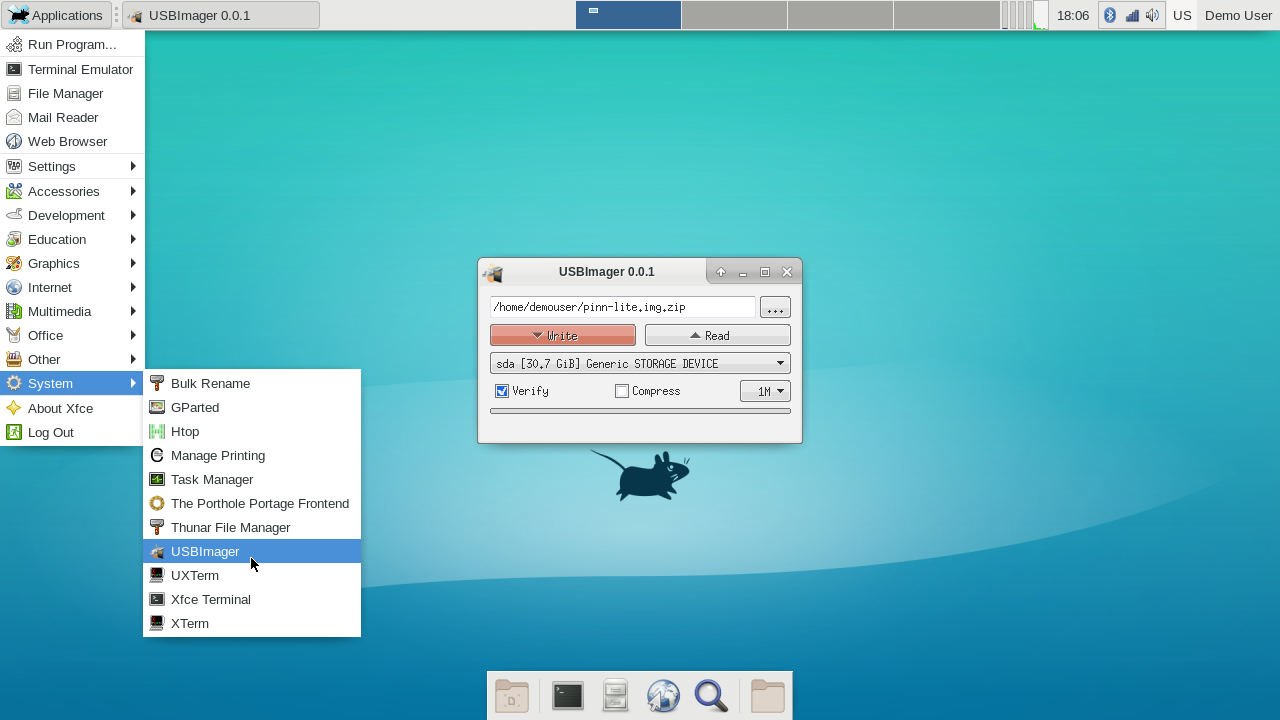 Applications
USBImager 0.0.1
18:06
US
Demo User
Run Program...
Terminal Emulator
File Manager
Mail Reader
Web Browser
Settings
Accessories
Development
Education
Graphics
Internet
Multimedia
Office
Other
System
About Xfce
Log Out
Bulk Rename
GParted
Htop
Manage Printing
Task Manager
The Porthole Portage Frontend
Thunar File Manager
USBImager
UXTerm
Xfce Terminal
XTerm
USBImager 0.0.1
/home/demouser/pinn-lite.img.zip
...
Write
Read
sda [30.7 GiB] Generic STORAGE DEVICE
Verify
Compress
1M